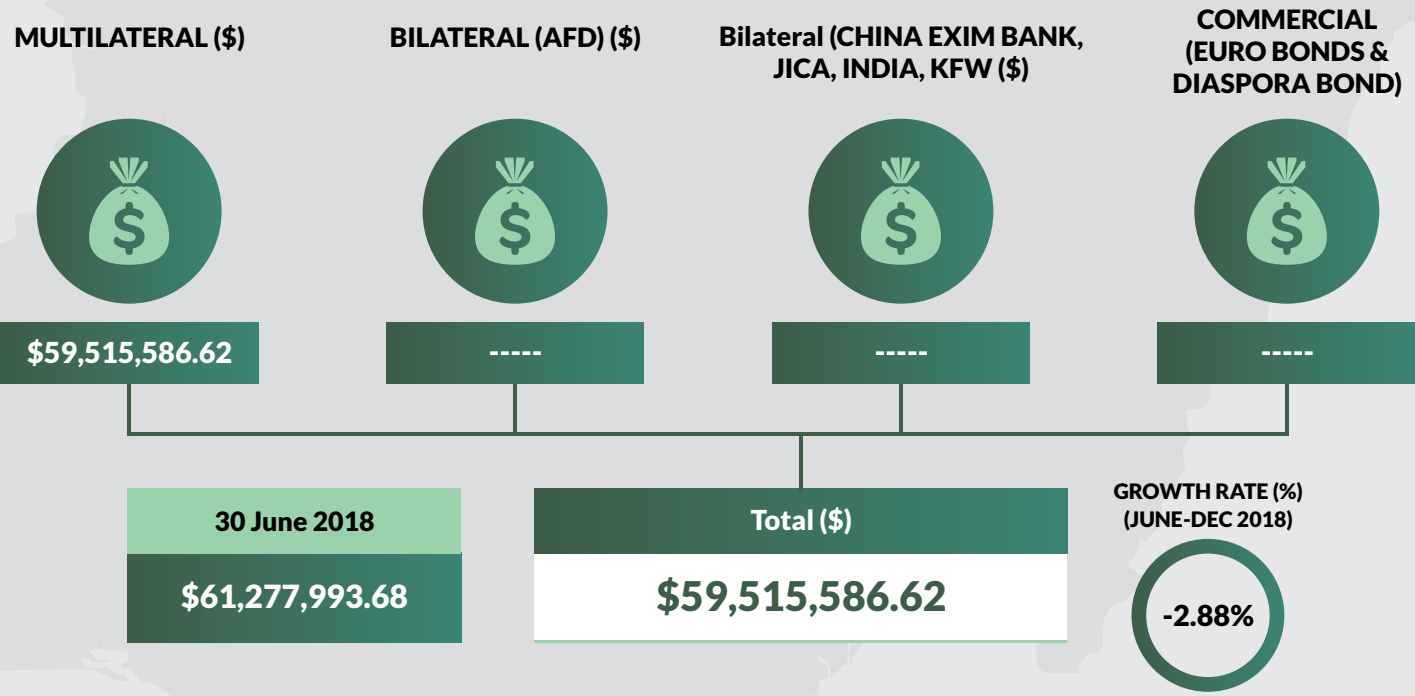 MULTILATERAL ($)
BILATERAL (AFD) ($)
Bilateral (CHINA EXIM BANK,
JICA, INDIA, KFW ($)
COMMERCIAL
(EURO BONDS &
DIASPORA BOND)
$
$
$
$
$59,515,586.62
-----
-----
-----
30 June 2018
$61,277,993.68
Total ($)
$59,515,586.62
GROWTH RATE (%)
(JUNE-DEC 2018)
-2.88%